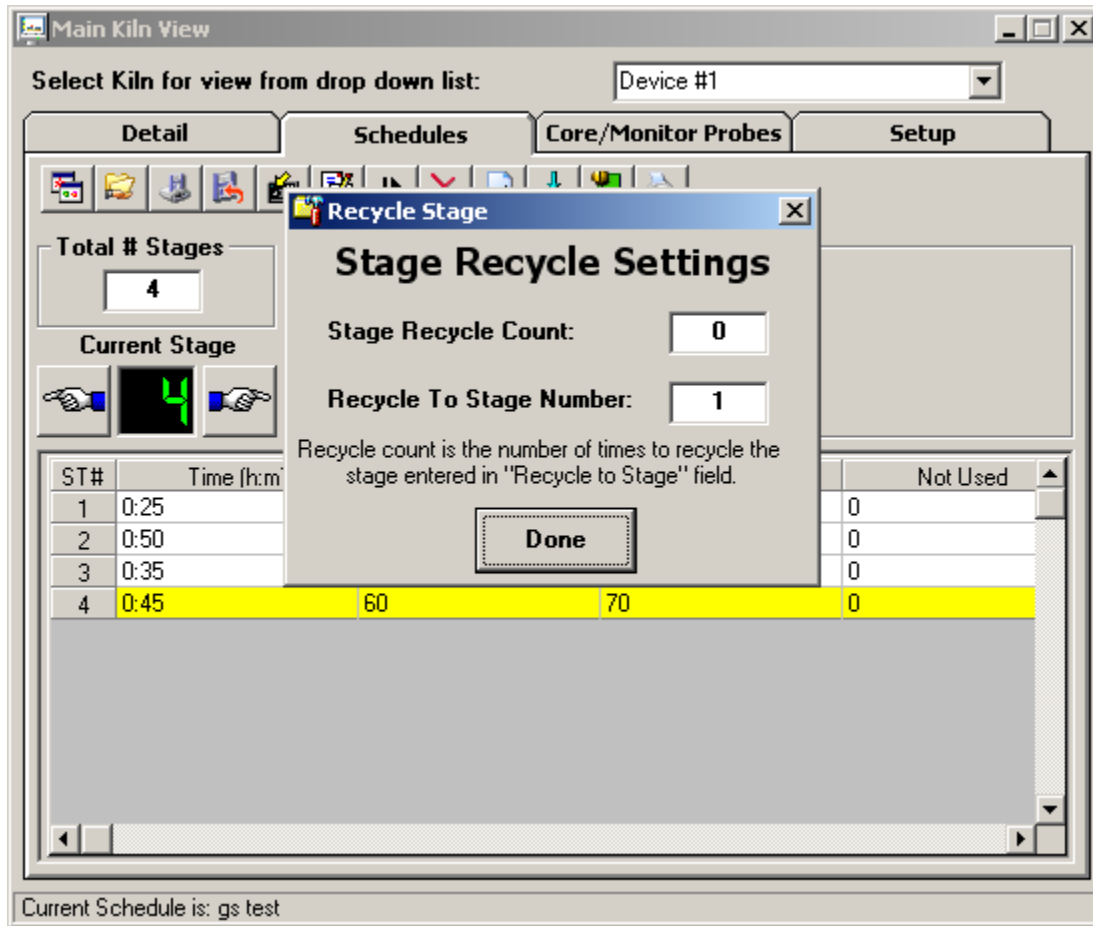 Main Kiln View
Select Kiln for view from drop down list: Device #1
Detail Schedules Core/Monitor Probes Setup
Recycle Stage
Total # Stages
4
Stage Recycle Settings
Stage Recycle Count: 0
Current Stage
4
Recycle To Stage Number: 1
Recycle count is the number of times to recycle the
stage entered in "Recycle to Stage" field.
Done
ST# Time (h:m Not Used
1 0:25 0
2 0:50 0
3 0:35 0
4 0:45 60 70 0
Current Schedule is: gs test